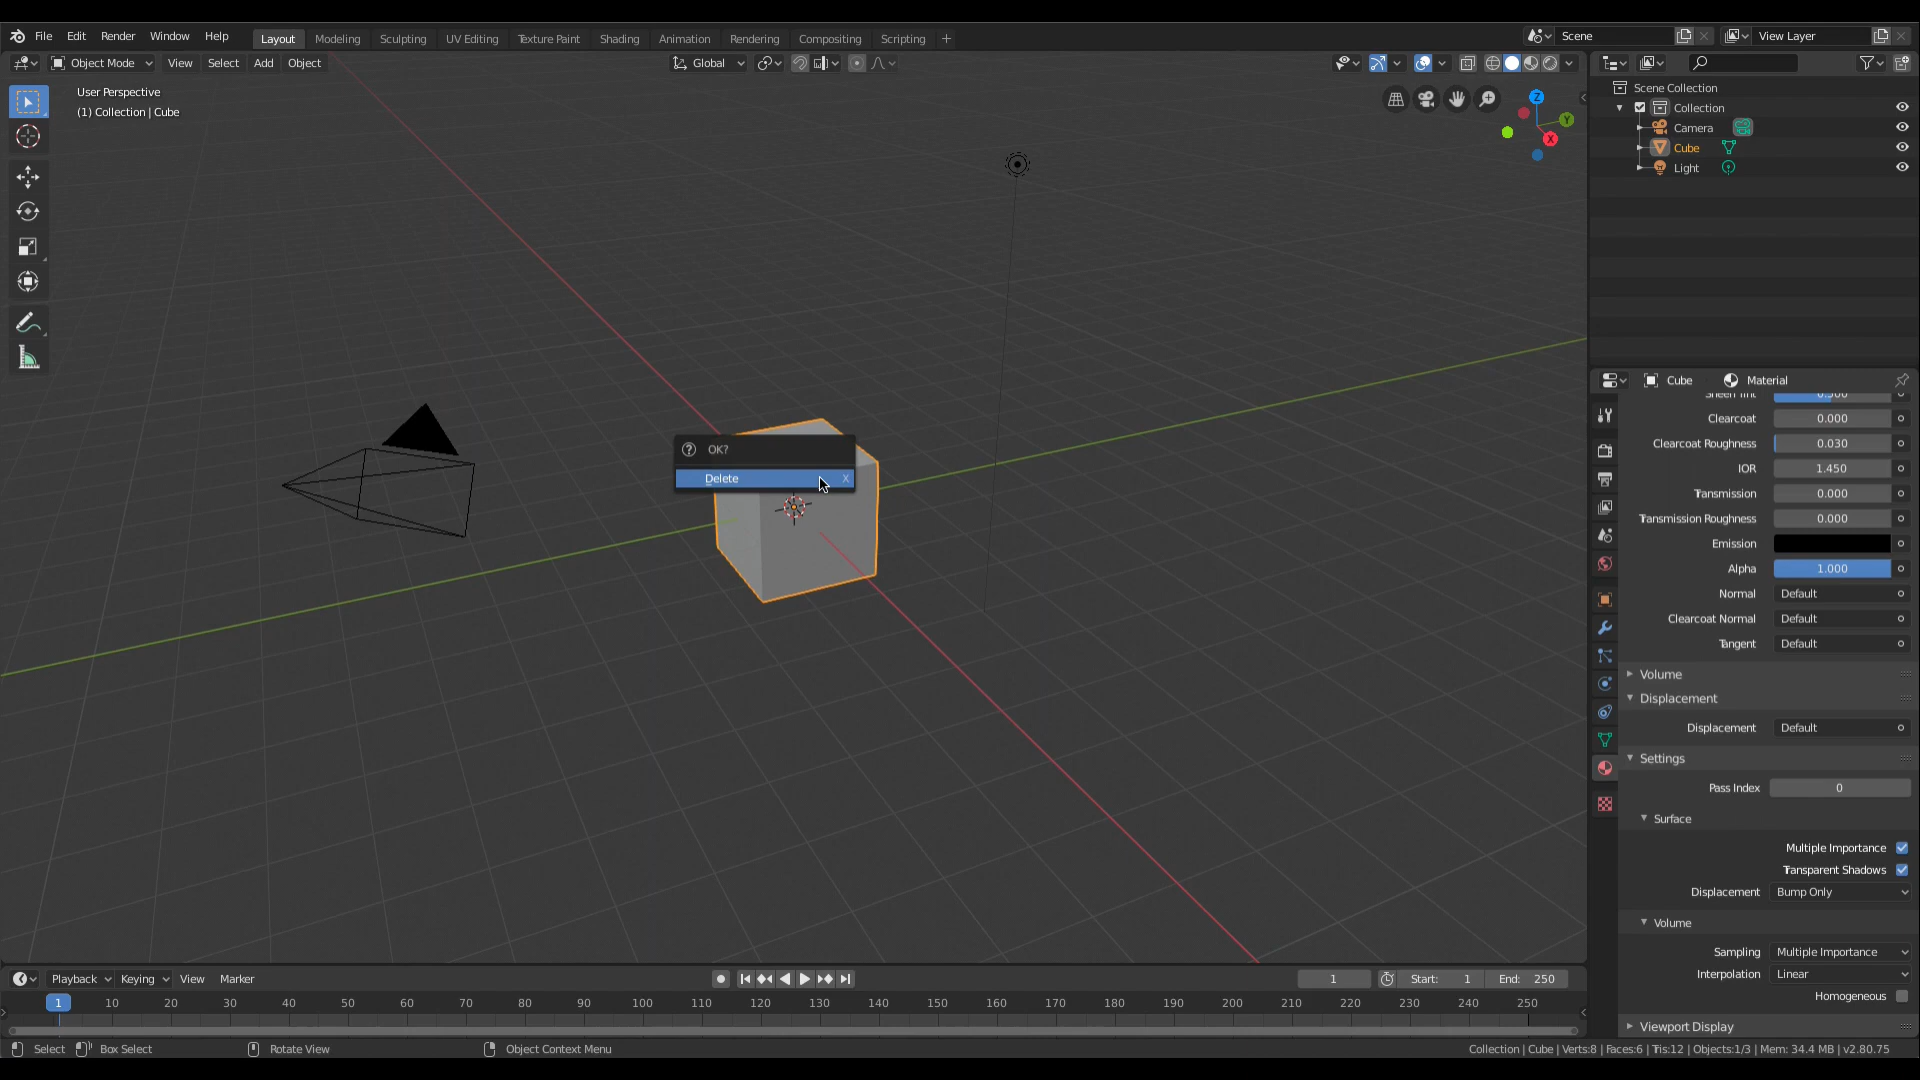 File Edit Render Window Help
Layout Modeling Sculpting UV Editing Texture Paint Shading Animation Rendering Compositing Scripting +
Scene
View Layer
Object Mode View Select Add Object
Global
User Perspective
(1) Collection | Cube
Z
Y
X
Scene Collection
Collection
Camera
Cube
Light
OK?
Delete X
Cube Material
Sheen Tint 0.500
Clearcoat 0.000
Clearcoat Roughness 0.030
IOR 1.450
Transmission 0.000
Transmission Roughness 0.000
Emission
Alpha 1.000
Normal Default
Clearcoat Normal Default
Tangent Default
Volume
Displacement
Displacement Default
Settings
Pass Index 0
Surface
Multiple Importance
Transparent Shadows
Displacement Bump Only
Volume
Sampling Multiple Importance
Interpolation Linear
Homogeneous
Viewport Display
Playback Keying View Marker
1 Start: 1 End: 250
1 10 20 30 40 50 60 70 80 90 100 110 120 130 140 150 160 170 180 190 200 210 220 230 240 250
Select Box Select Rotate View Object Context Menu
Collection | Cube | Verts:8 | Faces:6 | Tris:12 | Objects:1/3 | Mem: 34.4 MB | v2.80.75